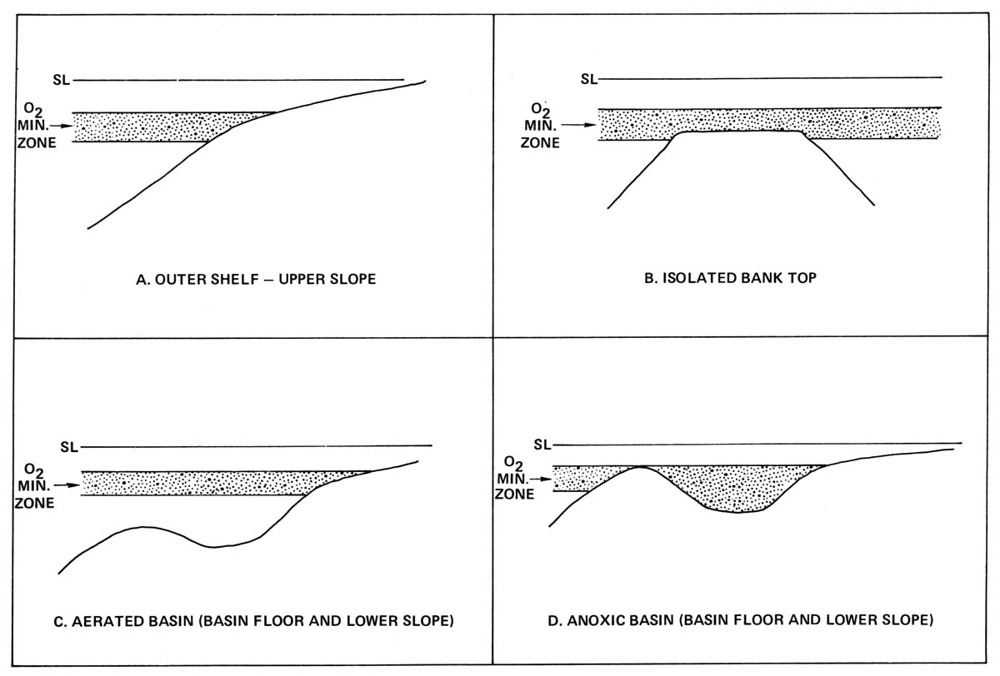 SL
O2
MIN.
ZONE
A. OUTER SHELF – UPPER SLOPE
SL
O2
MIN.
ZONE
B. ISOLATED BANK TOP
SL
O2
MIN.
ZONE
C. AERATED BASIN (BASIN FLOOR AND LOWER SLOPE)
SL
O2
MIN.
ZONE
D. ANOXIC BASIN (BASIN FLOOR AND LOWER SLOPE)